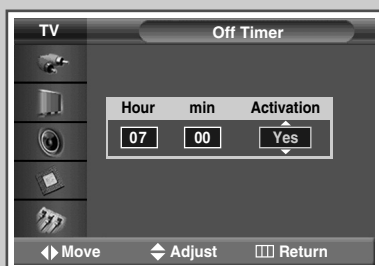 TV Off Timer
Hour min Activation
07 00 Yes
Move Adjust Return